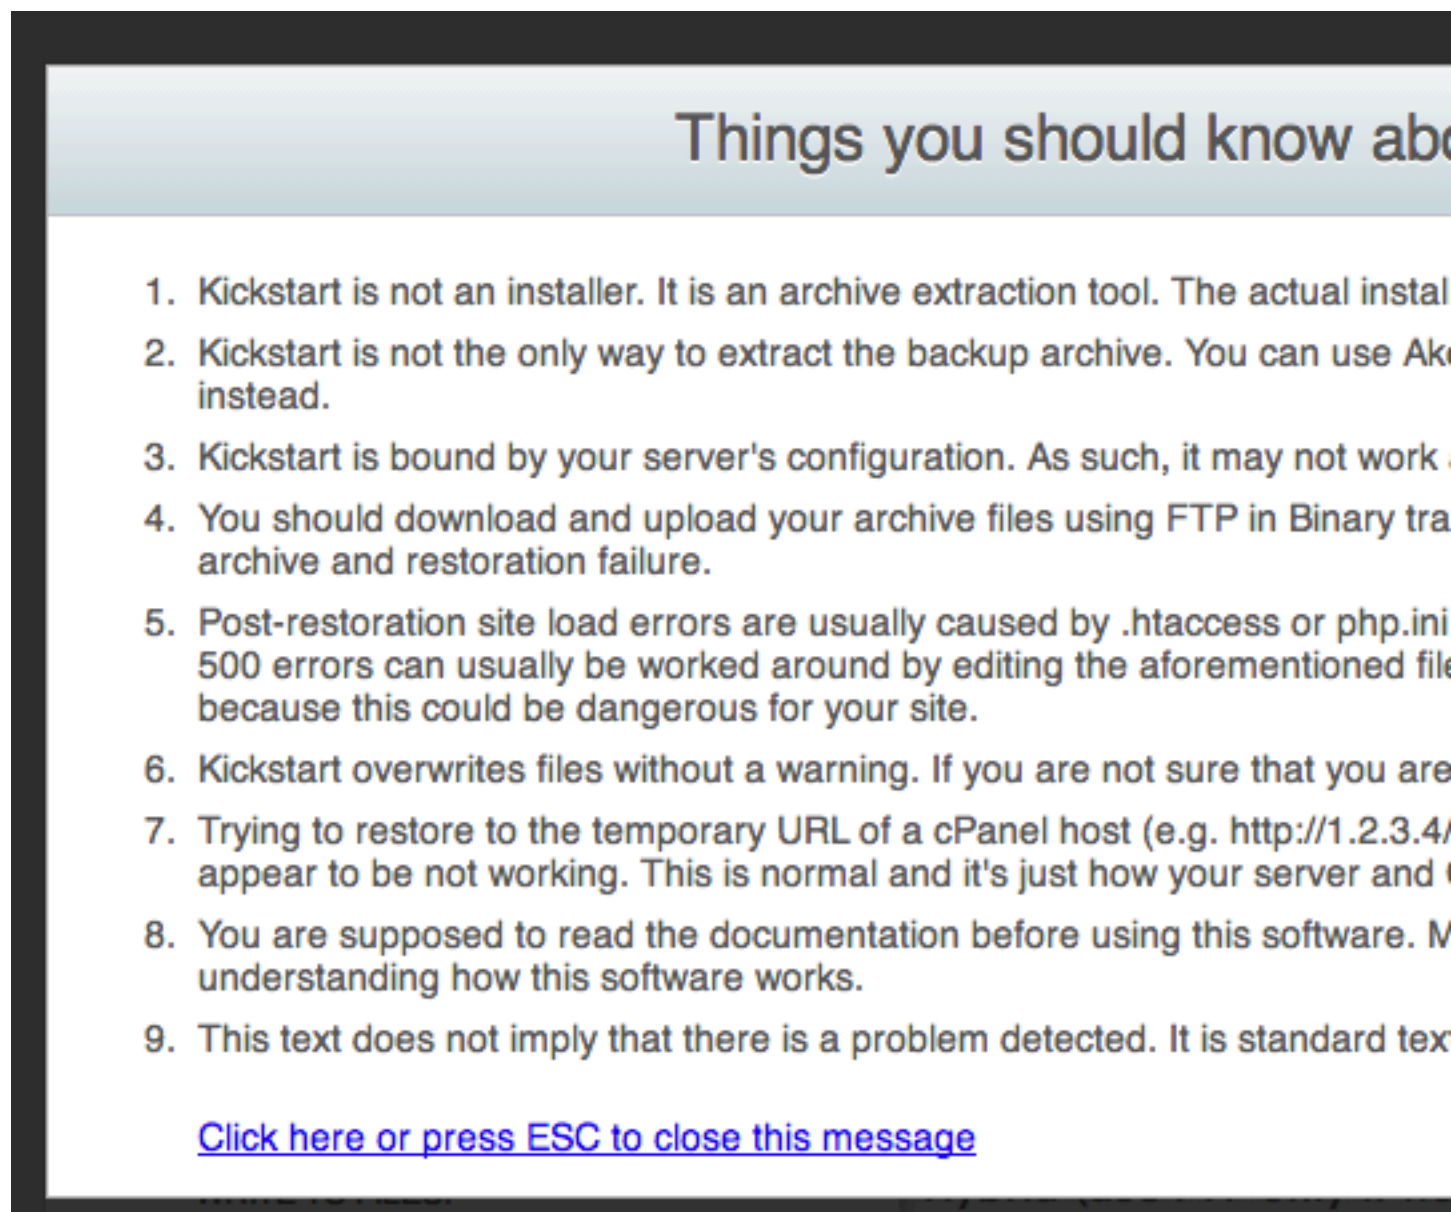 Things you should know
1. Kickstart is not an installer. It is an archive extraction tool. The actual
2. Kickstart is not the only way to extract the backup archive. You can use
instead.
3. Kickstart is bound by your server's configuration. As such, it may not work
4. You should download and upload your archive files using FTP in Binary
archive and restoration failure.
5. Post-restoration site load errors are usually caused by .htaccess or php.ini
500 errors can usually be worked around by editing the aforementioned
because this could be dangerous for your site.
6. Kickstart overwrites files without a warning. If you are not sure that you are
7. Trying to restore to the temporary URL of a cPanel host (e.g. http://1.2.3.4/
appear to be not working. This is normal and it's just how your server and
8. You are supposed to read the documentation before using this software.
understanding how this software works.
9. This text does not imply that there is a problem detected. It is standard
Click here or press ESC to close this message